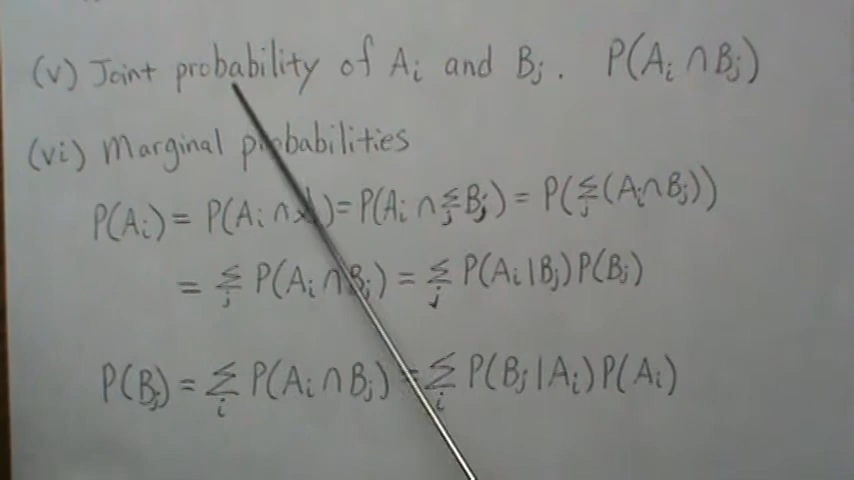 (v) Joint probability of Ai and Bj. P(Ai ∩ Bj)
(vi) Marginal probabilities
P(Ai) = P(Ai ∩ ) = P(Ai ∩ Σj Bj) = P(Σj (Ai ∩ Bj))
= Σj P(Ai ∩ Bj) = Σj P(Ai | Bj) P(Bj)
P(Bj) = Σi P(Ai ∩ Bj) = Σi P(Bj | Ai) P(Ai)